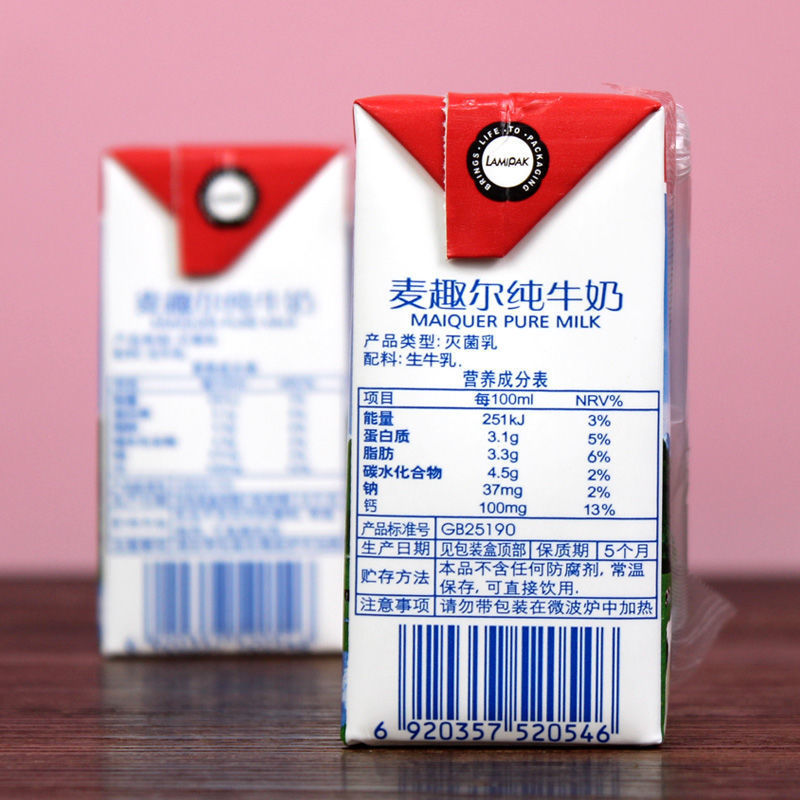 BRINGS·LIFE·TO·PACKAGING
LAMIPAK
麦趣尔纯牛奶
MAIQUER PURE MILK
产品类型: 灭菌乳
配料: 生牛乳.
营养成分表
项目 每100ml NRV%
能量 251kJ 3%
蛋白质 3.1g 5%
脂肪 3.3g 6%
碳水化合物 4.5g 2%
钠 37mg 2%
钙 100mg 13%
产品标准号 GB25190
生产日期 见包装盒顶部 保质期 5个月
贮存方法 本品不含任何防腐剂, 常温
保存, 可直接饮用.
注意事项 请勿带包装在微波炉中加热
6 920357 520546
麦趣尔纯牛奶
MAIQUER PURE MILK